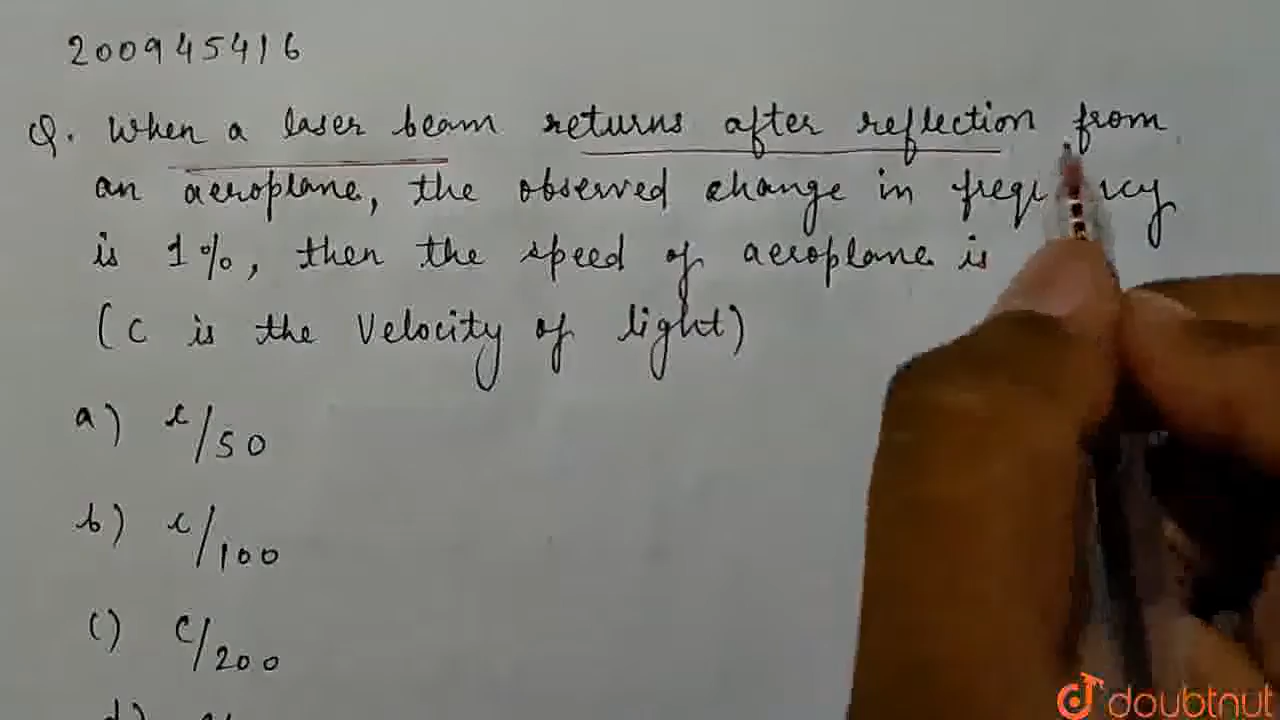 200945416
Q. When a laser beam returns after reflection from
an aeroplane, the observed change in
is 1%, then the speed of aeroplane is
(C is the Velocity of light)
a) c/50
b) c/100
c) C/200
d)
doubtnut